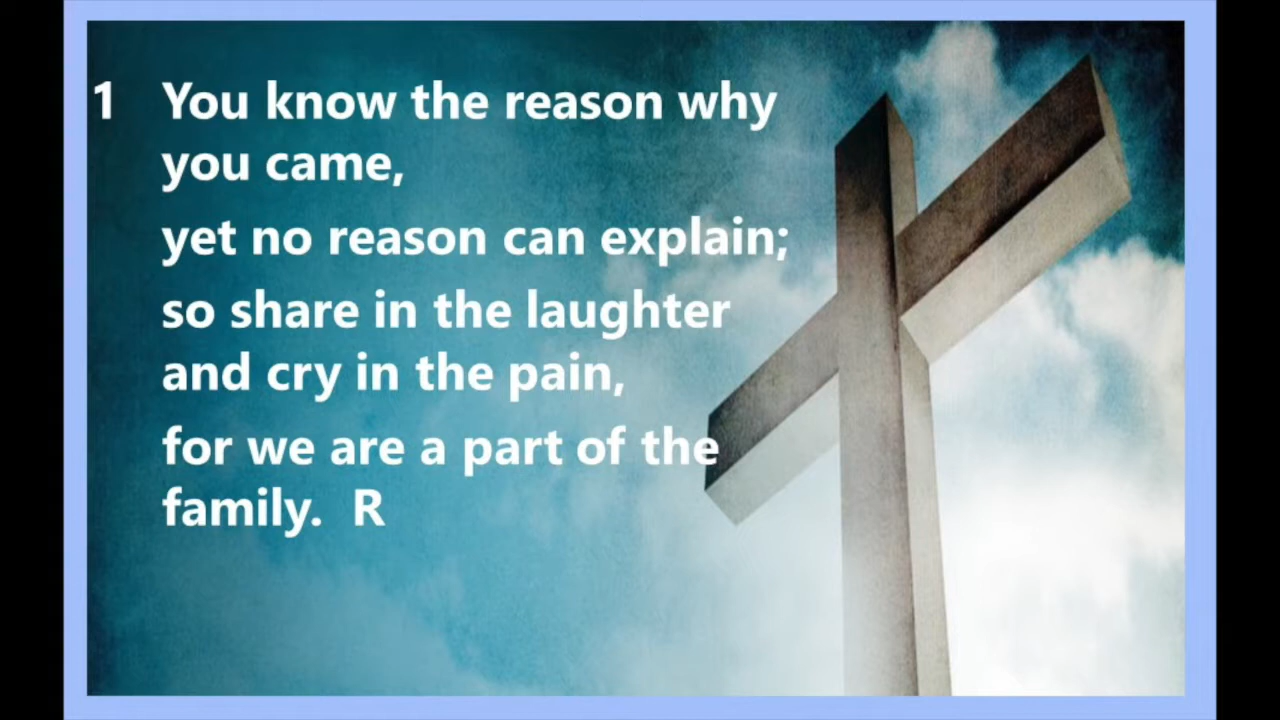 1 You know the reason why
you came,
yet no reason can explain;
so share in the laughter
and cry in the pain,
for we are a part of the
family. R